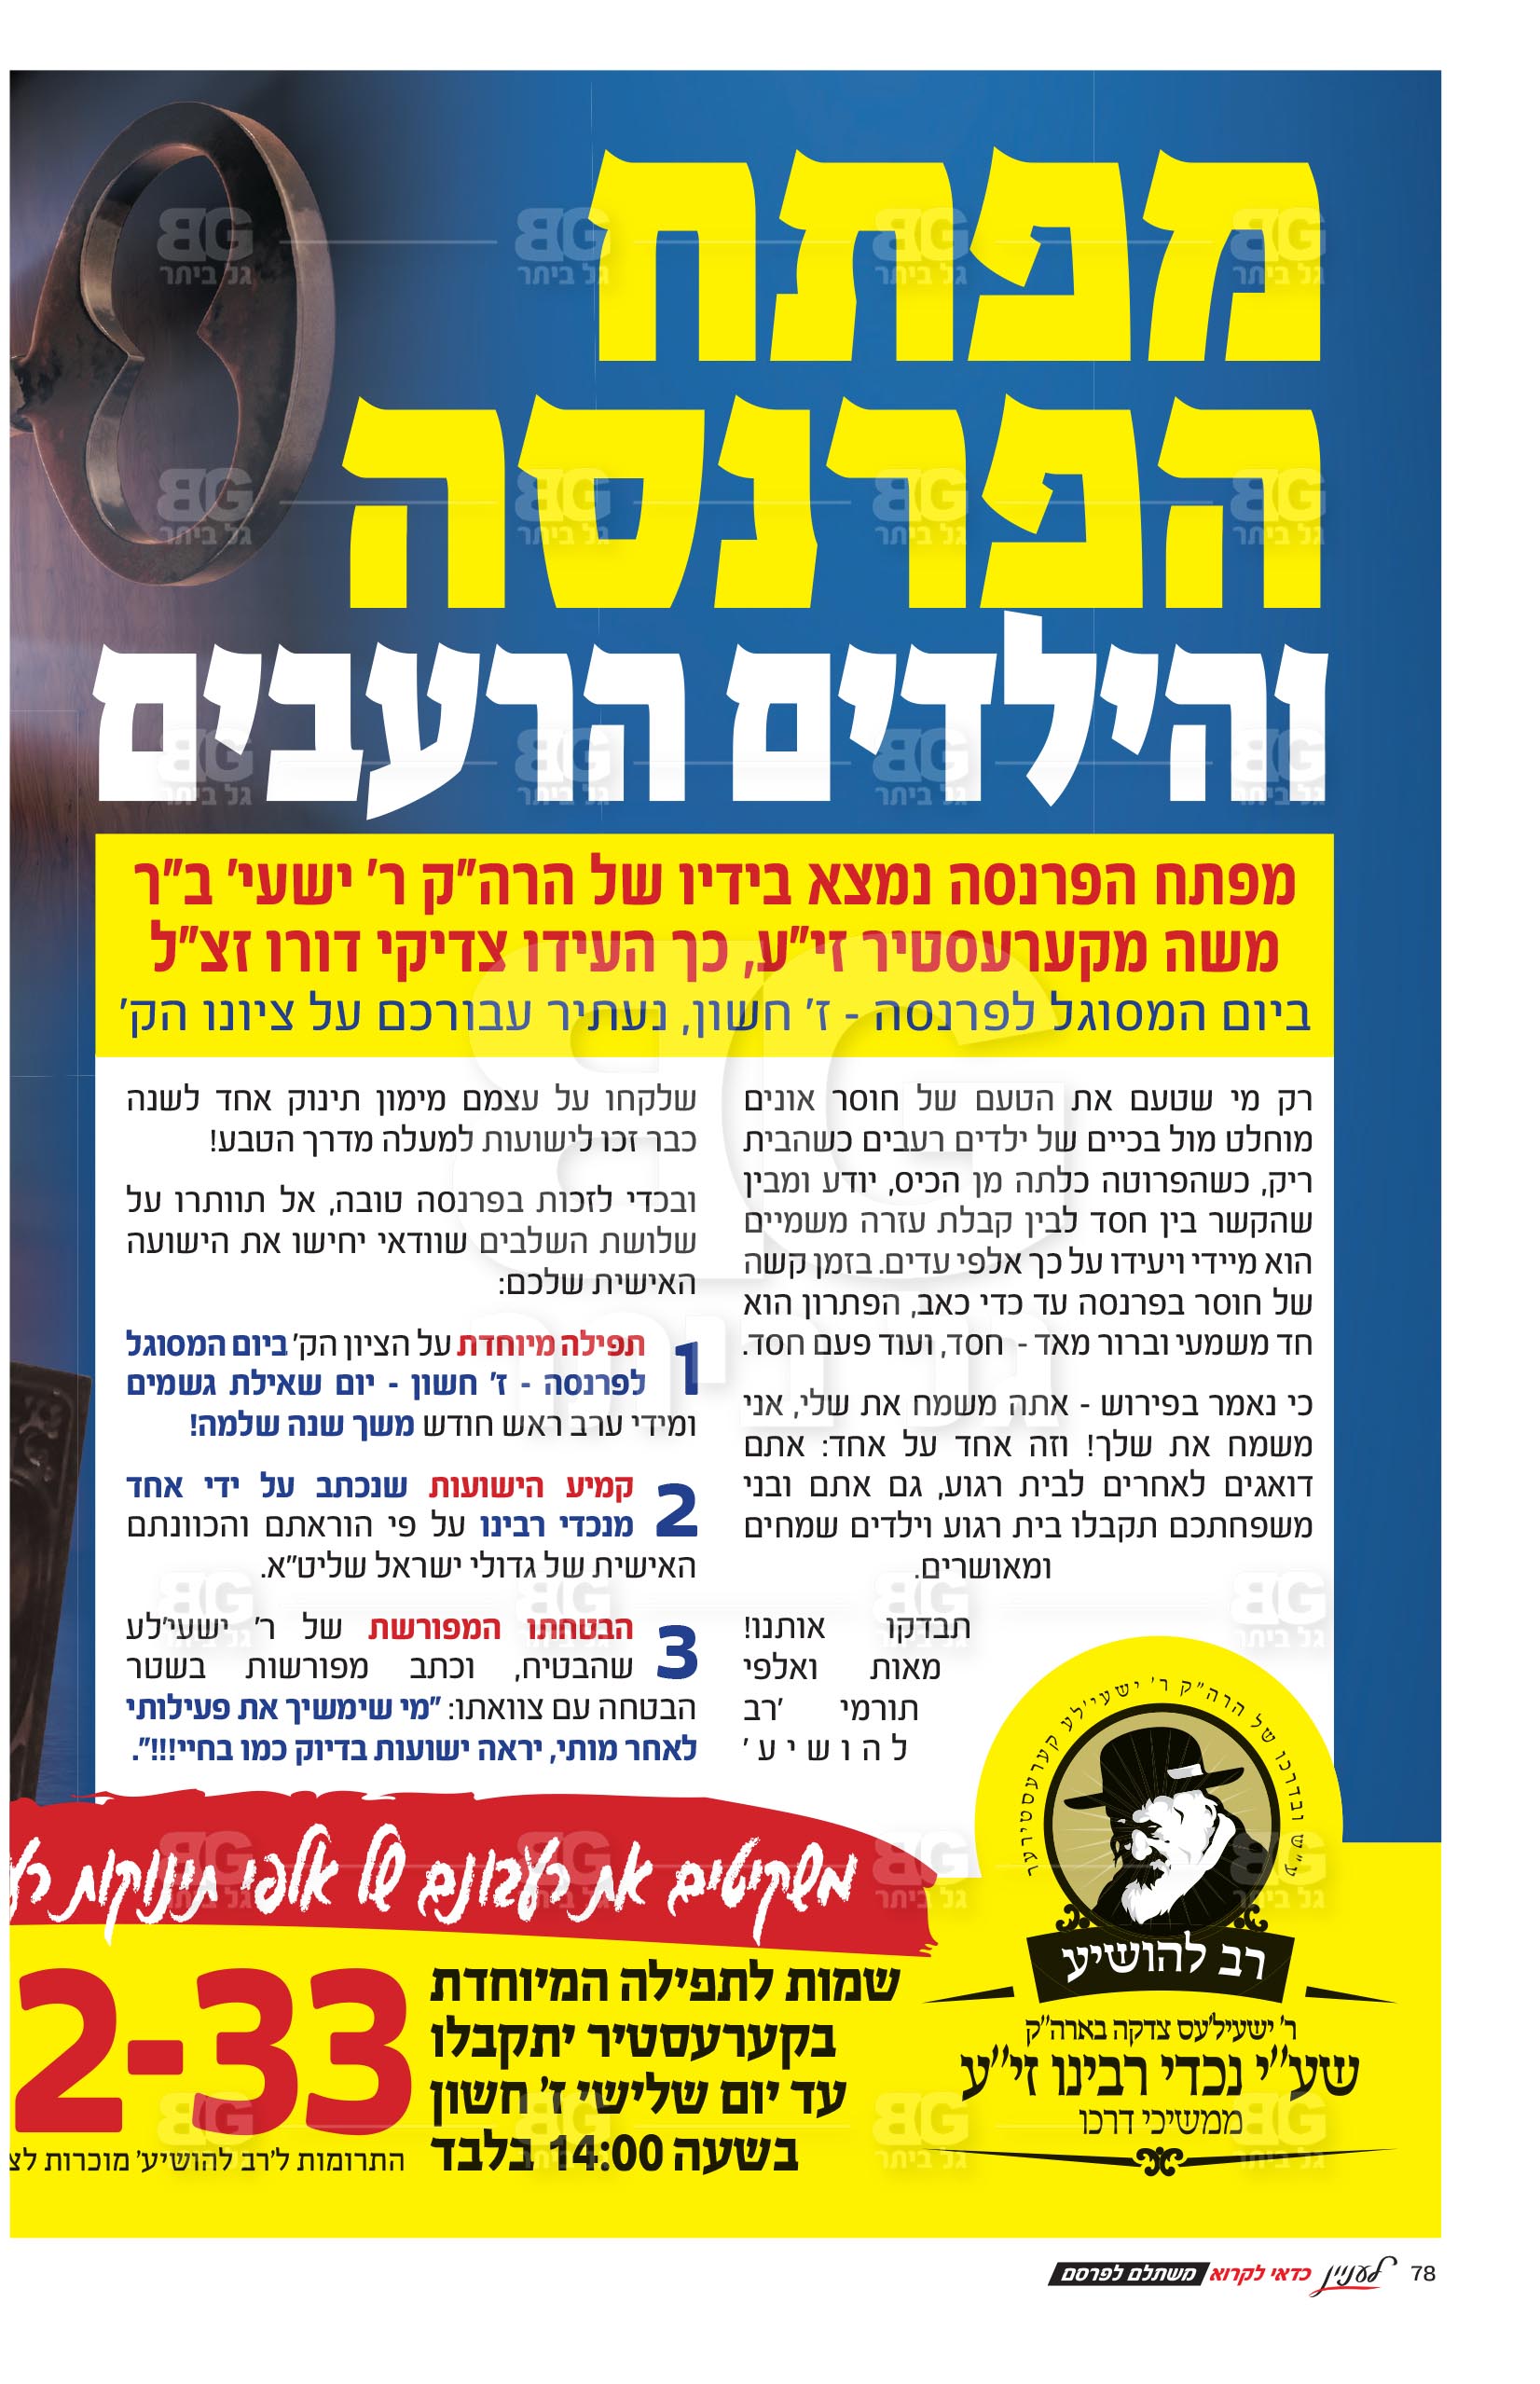 מפתח
הפרנסה
והילדים הרעבים
מפתח הפרנסה נמצא בידיו של הרה"ק ר' ישעי' ב"ר
משה מקערעסטיר זי"ע, כך העידו צדיקי דורו זצ"ל
ביום המסוגל לפרנסה - ז' חשון, נעתיר עבורכם על ציונו הק'
רק מי שטעם את הטעם של חוסר אונים
מוחלט מול בכיים של ילדים רעבים כשהבית
ריק, כשהפרוטה כלתה מן הכיס, יודע ומבין
שהקשר בין חסד לבין קבלת עזרה משמיים
הוא מיידי ויעידו על כך אלפי עדים. בזמן קשה
של חוסר בפרנסה עד כדי כאב, הפתרון הוא
חד משמעי וברור מאד - חסד, ועוד פעם חסד.
כי נאמר בפירוש - אתה משמח את שלי, אני
משמח את שלך! וזה אחד על אחד: אתם
דואגים לאחרים לבית רגוע, גם אתם ובני
משפחתכם תקבלו בית רגוע וילדים שמחים
ומאושרים.
תבדקו אותנו!
מאות ואלפי
תורמי 'רב
להושיע'
שלקחו על עצמם מימון תינוק אחד לשנה
כבר זכו לישועות למעלה מדרך הטבע!
ובכדי לזכות בפרנסה טובה, אל תוותרו על
שלושת השלבים שוודאי יחישו את הישועה
האישית שלכם:
1 תפילה מיוחדת על הציון הק' ביום המסוגל
לפרנסה - ז' חשון - יום שאילת גשמים
ומידי ערב ראש חודש משך שנה שלמה!
2 קמיע הישועות שנכתב על ידי אחד
מנכדי רבינו על פי הוראתם והכוונתם
האישית של גדולי ישראל שליט"א.
3 הבטחתו המפורשת של ר' ישעי'לע
שהבטיח, וכתב מפורשות בשטר
הבטחה עם צוואתו: "מי שימשיך את פעילותי
לאחר מותי, יראה ישועות בדיוק כמו בחיי!!!".
ע"ש ובדרכו של הרה"ק ר' ישעי'לע קערעסטירער
רב להושיע
ר' ישעיל'עס צדקה בארה"ק
שע"י נכדי רבינו זי"ע
ממשיכי דרכו
משקיטים את רעבונם של אלפי תינוקות
שמות לתפילה המיוחדת
בקערעסטיר יתקבלו
עד יום שלישי ז' חשון
בשעה 14:00 בלבד
2-33
התרומות ל'רב להושיע' מוכרות
78 לעניין כדאי לקרוא משתלם לפרסם
BG גל ביתר